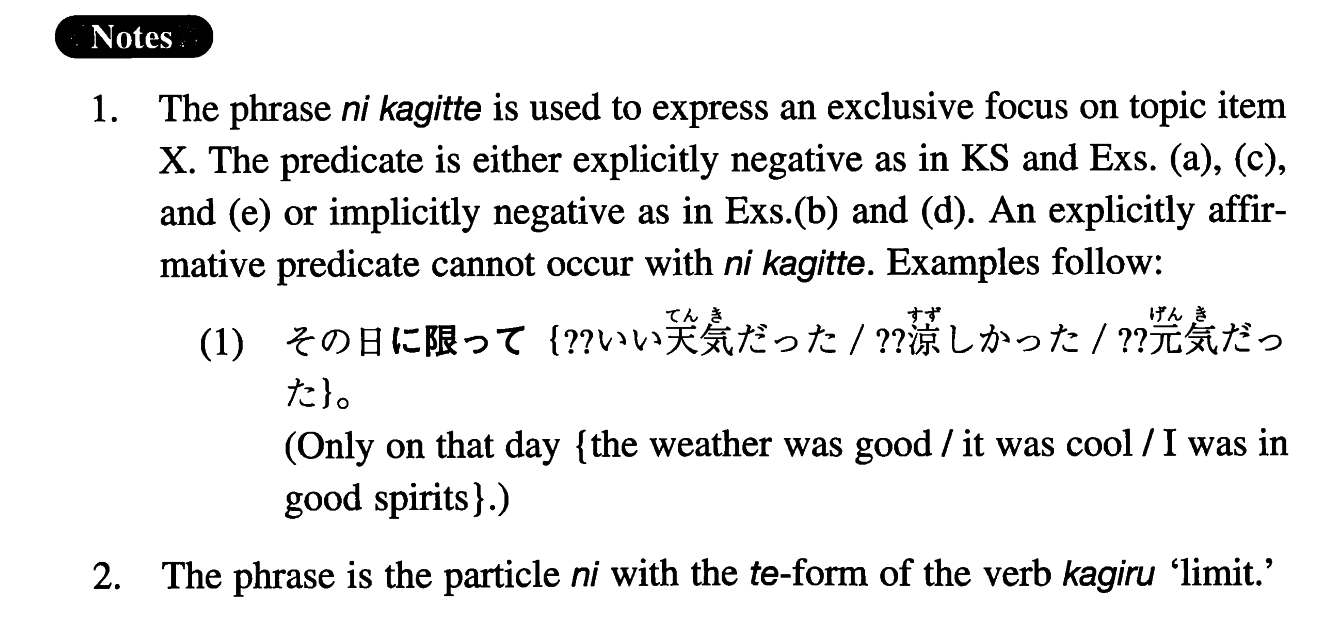 Notes
1. The phrase ni kagitte is used to express an exclusive focus on topic item
X. The predicate is either explicitly negative as in KS and Exs. (a), (c),
and (e) or implicitly negative as in Exs.(b) and (d). An explicitly affir-
mative predicate cannot occur with ni kagitte. Examples follow:
てんき すず げんき
(1) その日に限って {??いい天気だった / ??涼しかった / ??元気だっ
た}。
(Only on that day {the weather was good / it was cool / I was in
good spirits}.)
2. The phrase is the particle ni with the te-form of the verb kagiru ‘limit.’